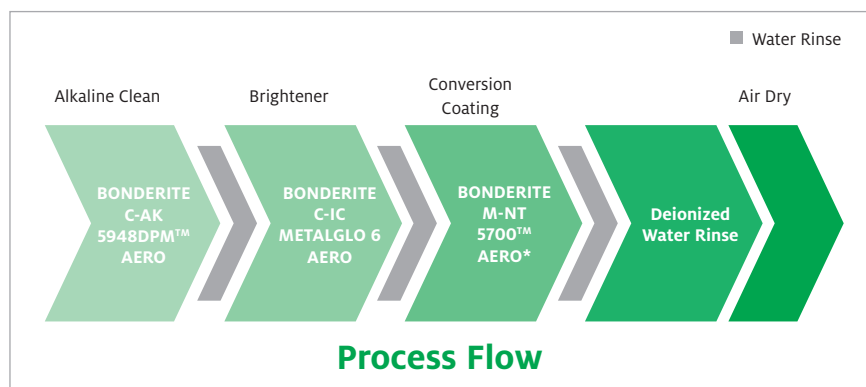 Water Rinse
Alkaline Clean
Brightener
Conversion
Coating
Air Dry
BONDERITE
C-AK
5948DPM™
AERO
BONDERITE
C-IC
METALGLO 6
AERO
BONDERITE
M-NT
5700™
AERO*
Deionized
Water Rinse
Process Flow